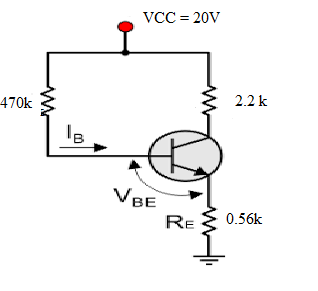 VCC = 20V
470k
2.2 k
IB
VBE
RE
0.56k